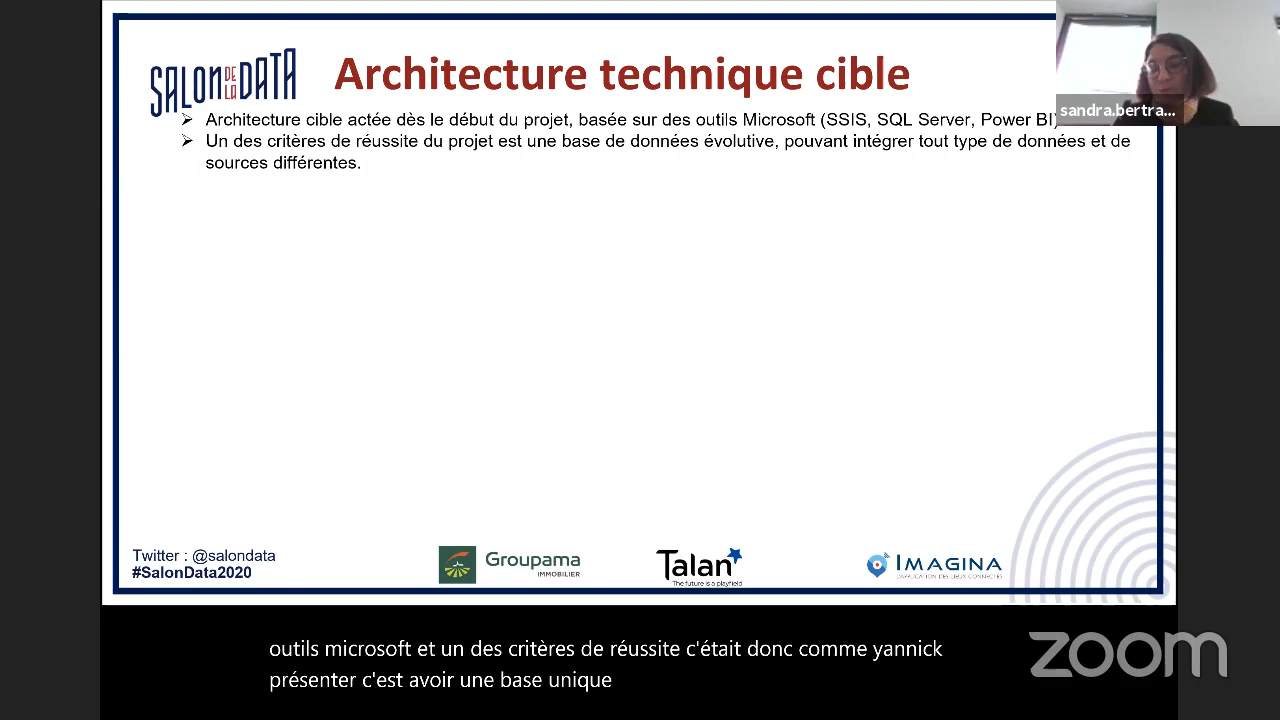 SALON DE LA DATA
Architecture technique cible
sandra.bertra...
➢ Architecture cible actée dès le début du projet, basée sur des outils Microsoft (SSIS, SQL Server, Power BI)
➢ Un des critères de réussite du projet est une base de données évolutive, pouvant intégrer tout type de données et de
sources différentes.
Twitter : @salondata
#SalonData2020
Groupama
IMMOBILIER
Talan
The future is a playfield
IMAGINA
L'APPLICATION DES LIEUX CONNECTÉS
outils microsoft et un des critères de réussite c'était donc comme yannick
présenter c'est avoir une base unique
zoom